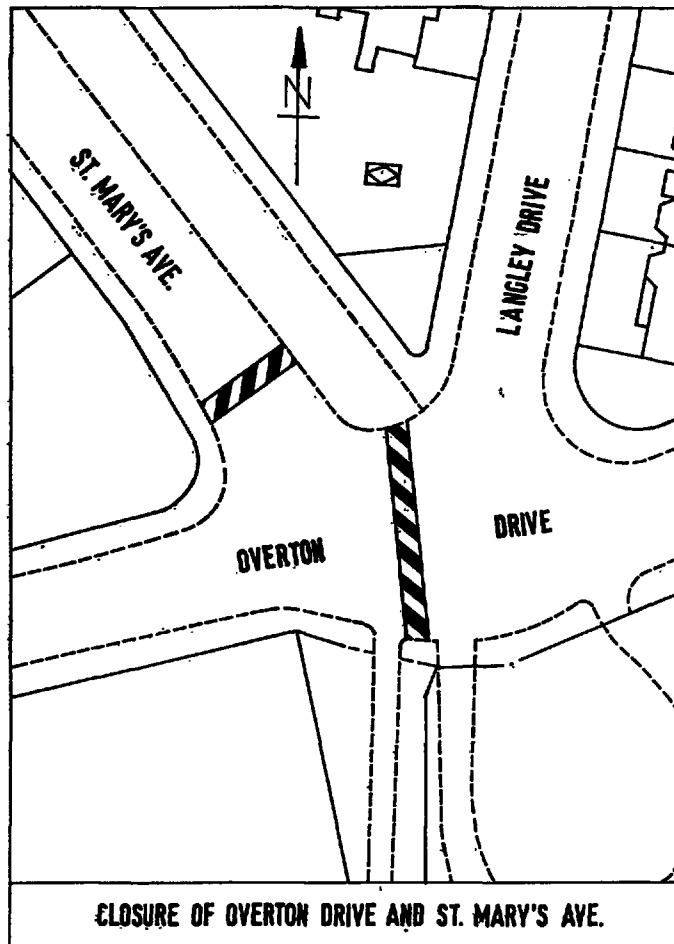 N
ST. MARY'S AVE.
LANGLEY DRIVE
OVERTON DRIVE
CLOSURE OF OVERTON DRIVE AND ST. MARY'S AVE.